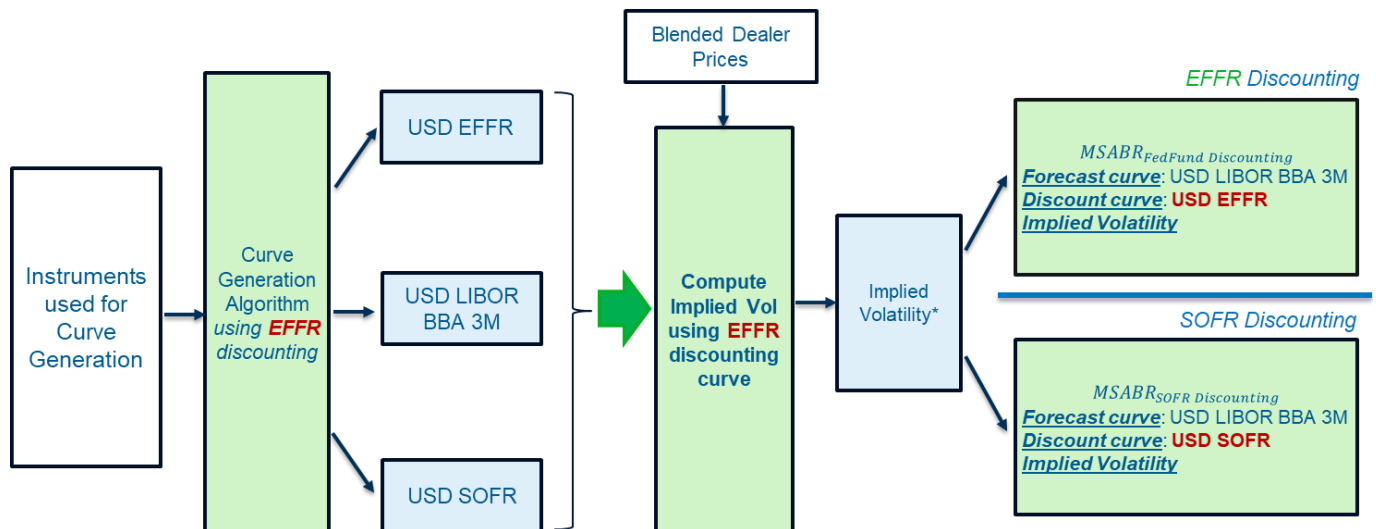 Instruments
used for
Curve
Generation
Curve
Generation
Algorithm
using EFFR
discounting
USD EFFR
USD LIBOR
BBA 3M
USD SOFR
Blended Dealer
Prices
Compute
Implied Vol
using EFFR
discounting
curve
Implied
Volatility*
EFFR Discounting
MSABR FedFund Discounting
Forecast curve: USD LIBOR BBA 3M
Discount curve: USD EFFR
Implied Volatility
SOFR Discounting
MSABR SOFR Discounting
Forecast curve: USD LIBOR BBA 3M
Discount curve: USD SOFR
Implied Volatility